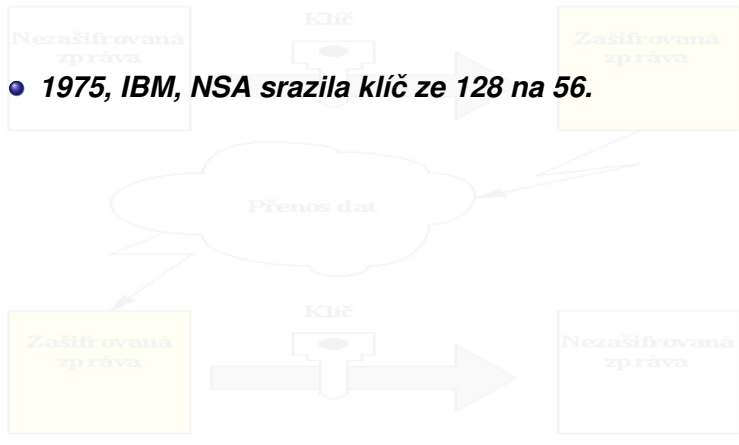 Klíč
Nezašifrovaná
zpráva
Zašifrovaná
zpráva
1975, IBM, NSA srazila klíč ze 128 na 56.
Přenos dat
Klíč
Zašifrovaná
zpráva
Nezašifrovaná
zpráva